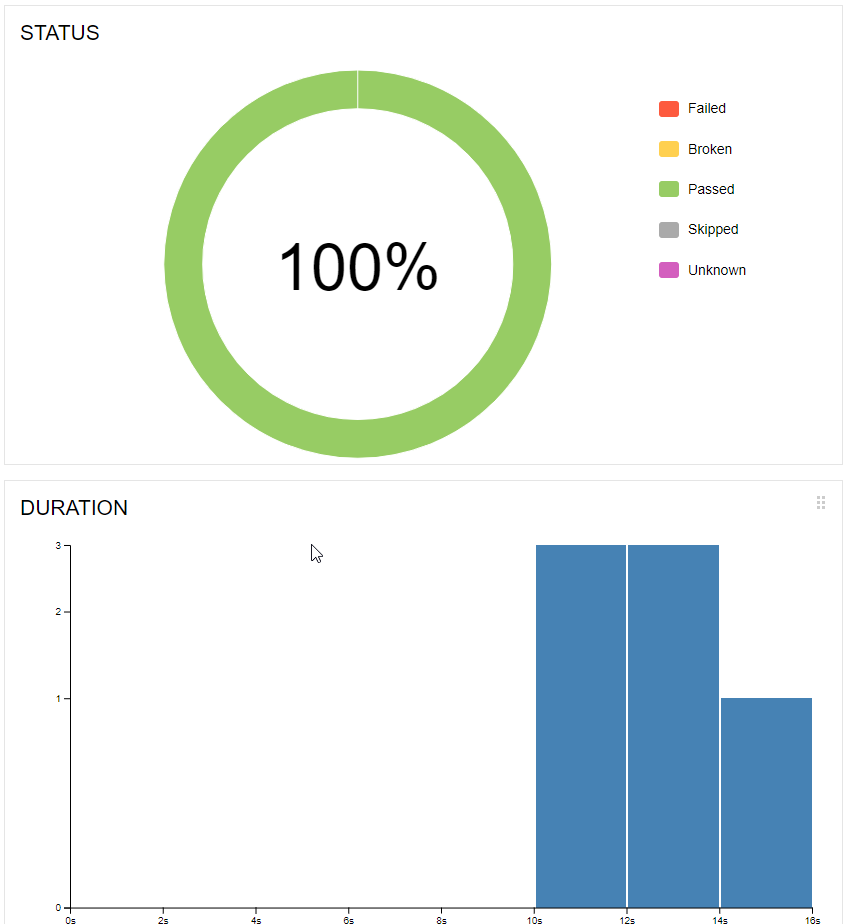 STATUS
Failed
Broken
Passed
Skipped
Unknown
100%
DURATION
3
2
1
0
0s 2s 4s 6s 8s 10s 12s 14s 16s